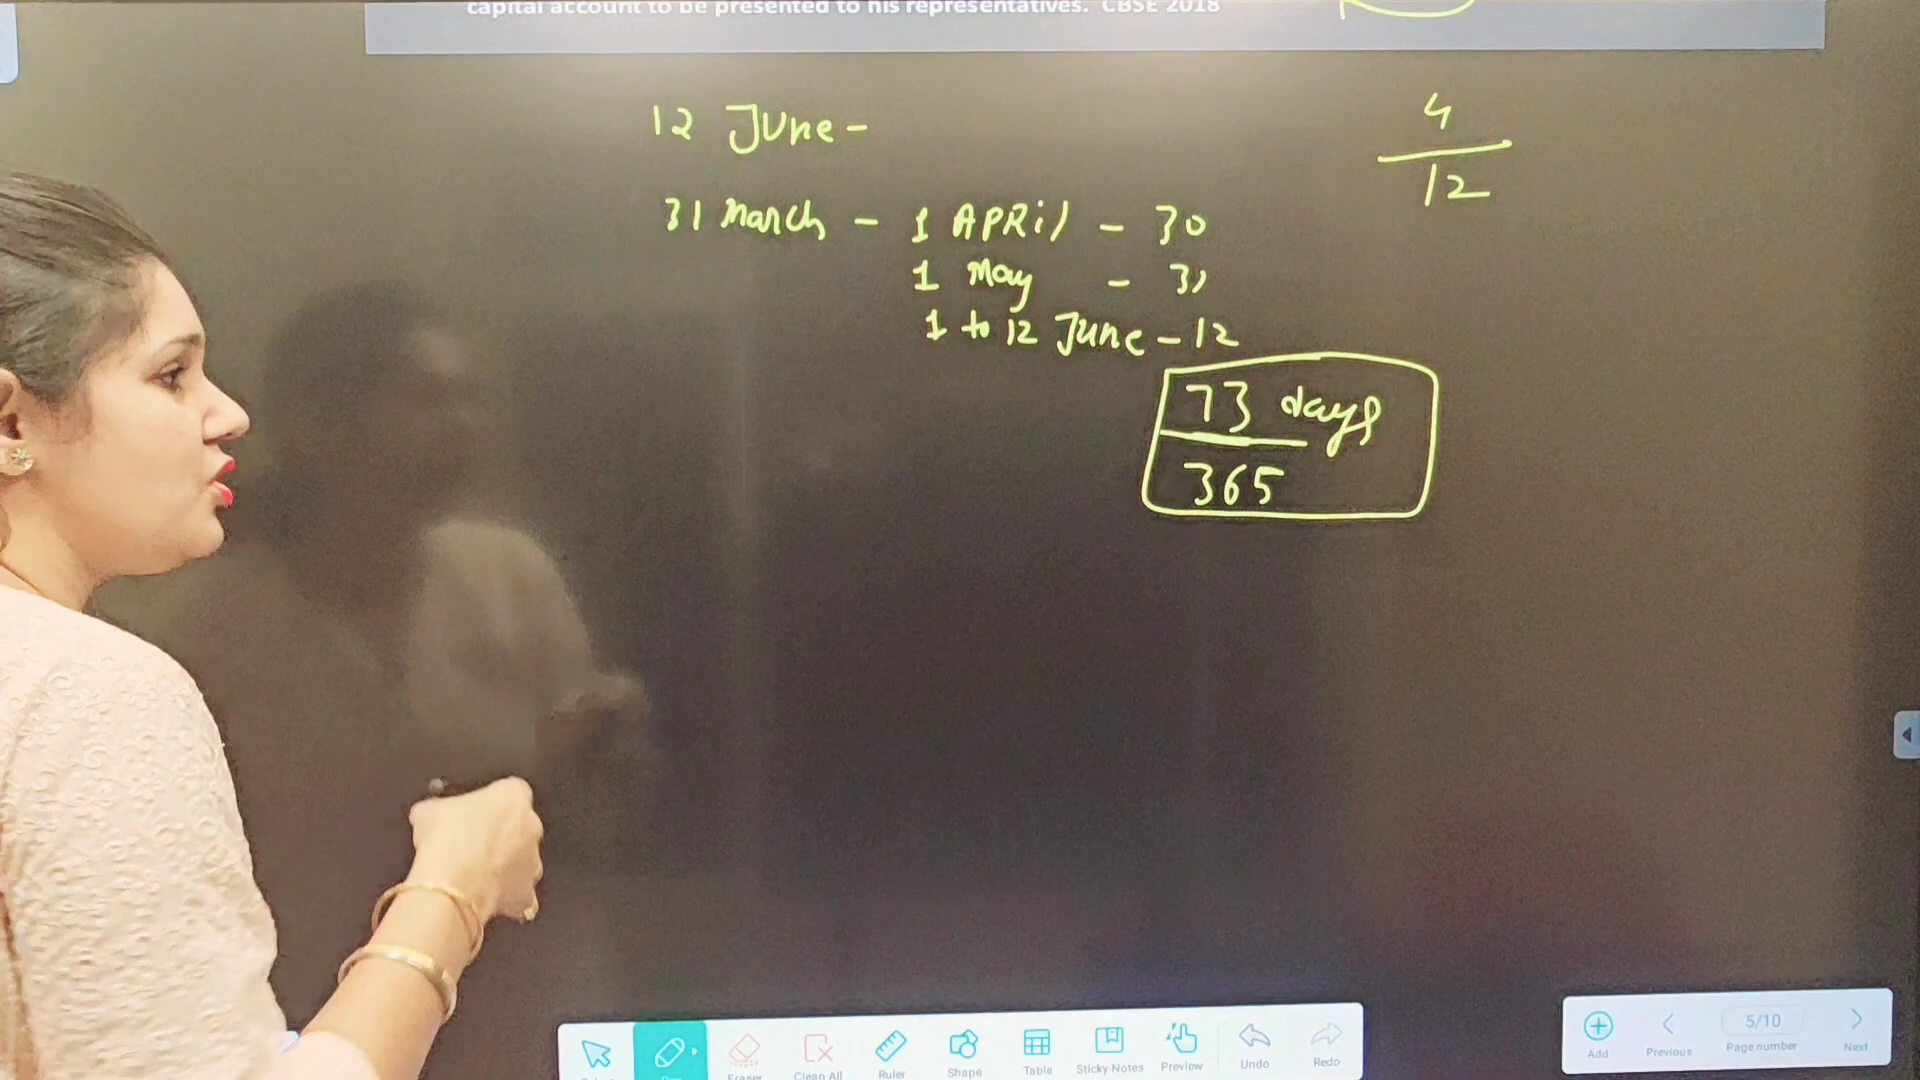 capital account to be presented to his representatives. CBSE 2018
12 June -
4
12
31 March - 1 APRil - 30
1 May - 31
1 to 12 June - 12
73 days
365
Eraser
Clean All
Ruler
Shape
Table
Sticky-Notes
Preview
Undo
Redo
Add
Previous
5/10
Page number
Next